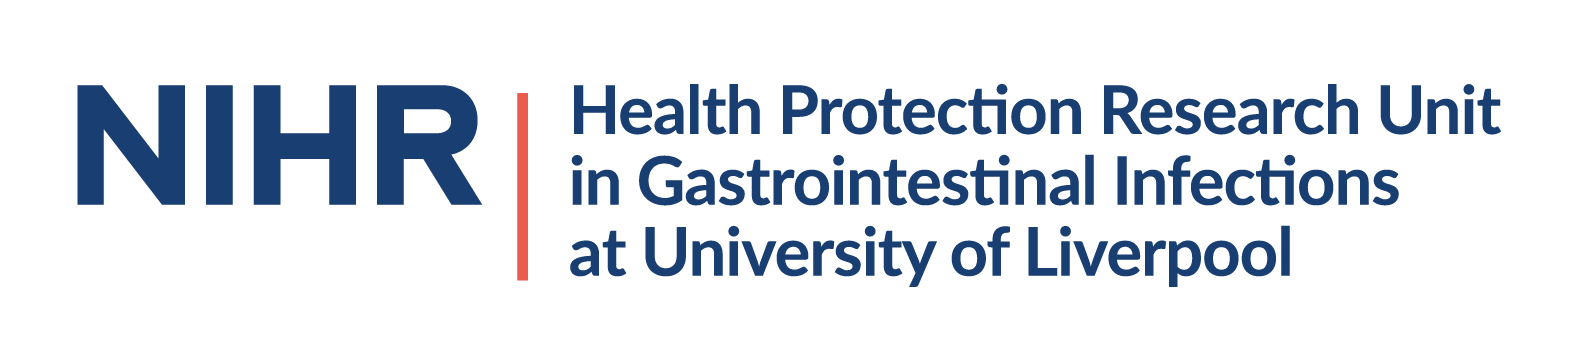 NIHR
Health Protection Research Unit
in Gastrointestinal Infections
at University of Liverpool